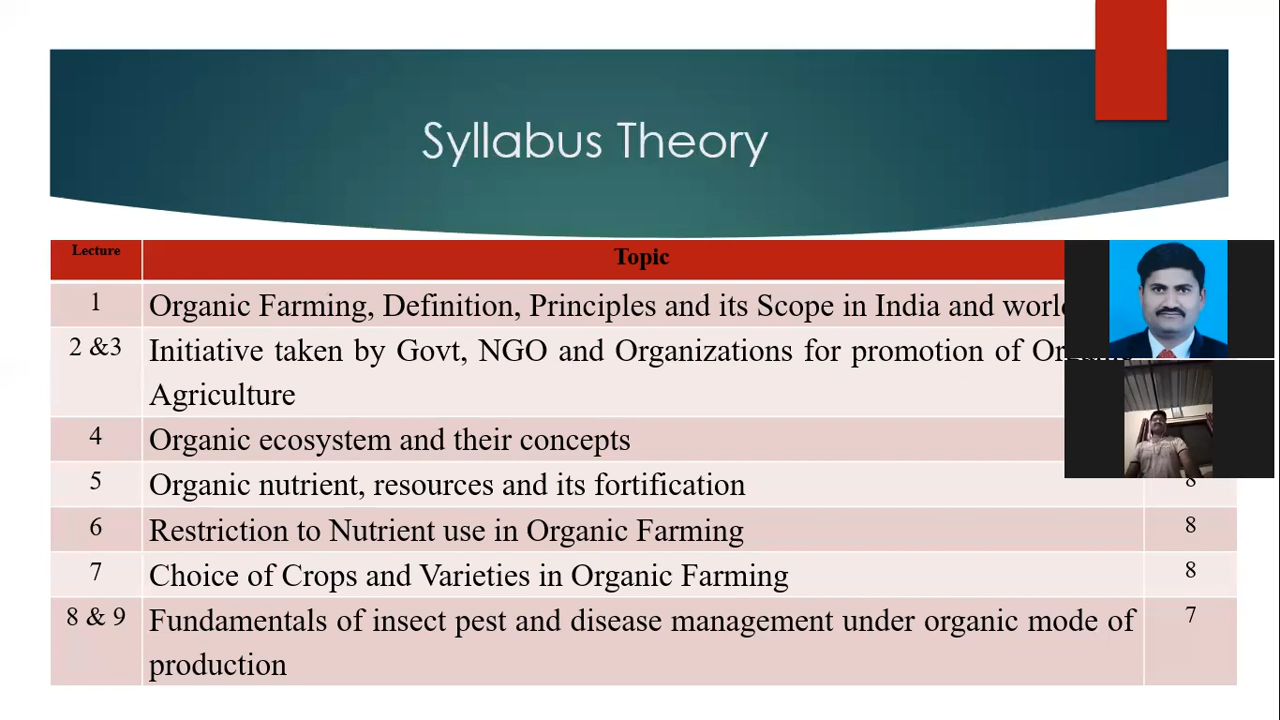 Syllabus Theory
Lecture Topic
1 Organic Farming, Definition, Principles and its Scope in India and
2 &3 Initiative taken by Govt, NGO and Organizations for promotion of
Agriculture
4 Organic ecosystem and their concepts
5 Organic nutrient, resources and its fortification 8
6 Restriction to Nutrient use in Organic Farming 8
7 Choice of Crops and Varieties in Organic Farming 8
8 & 9 Fundamentals of insect pest and disease management under organic mode of 7
production